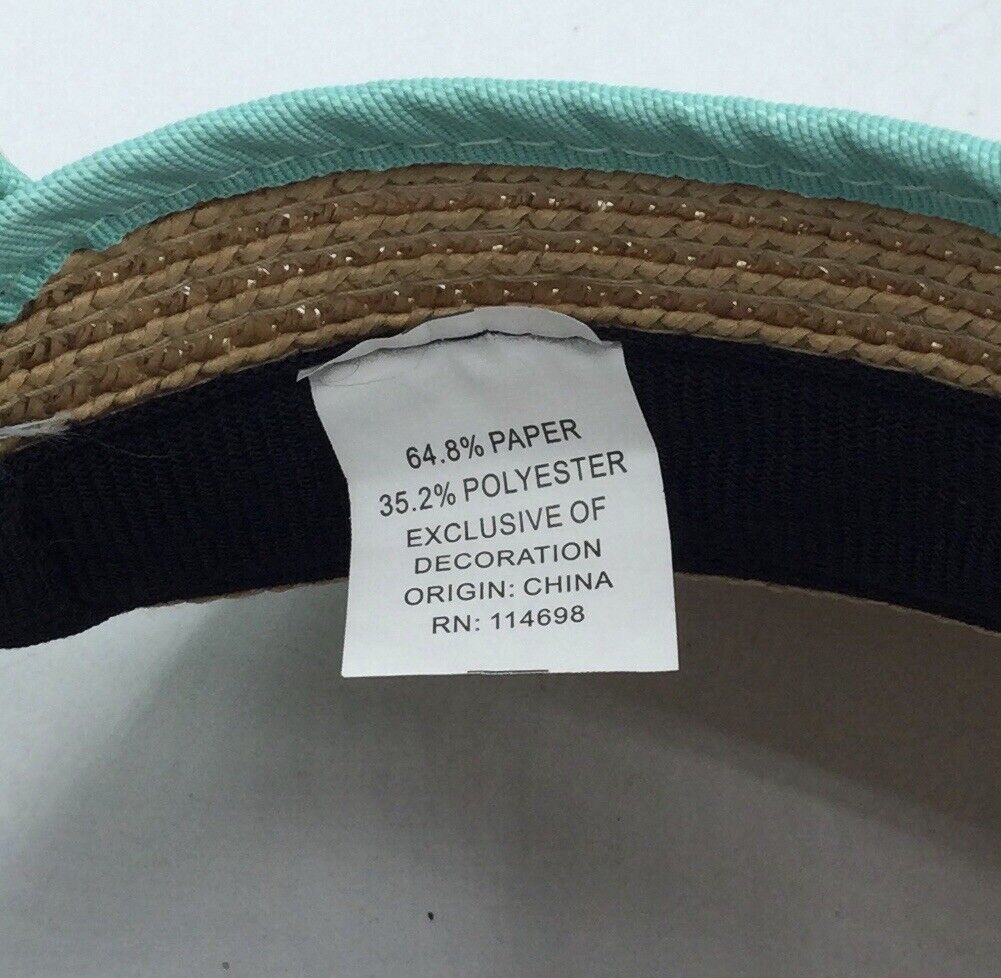 64.8% PAPER
35.2% POLYESTER
EXCLUSIVE OF
DECORATION
ORIGIN: CHINA
RN: 114698